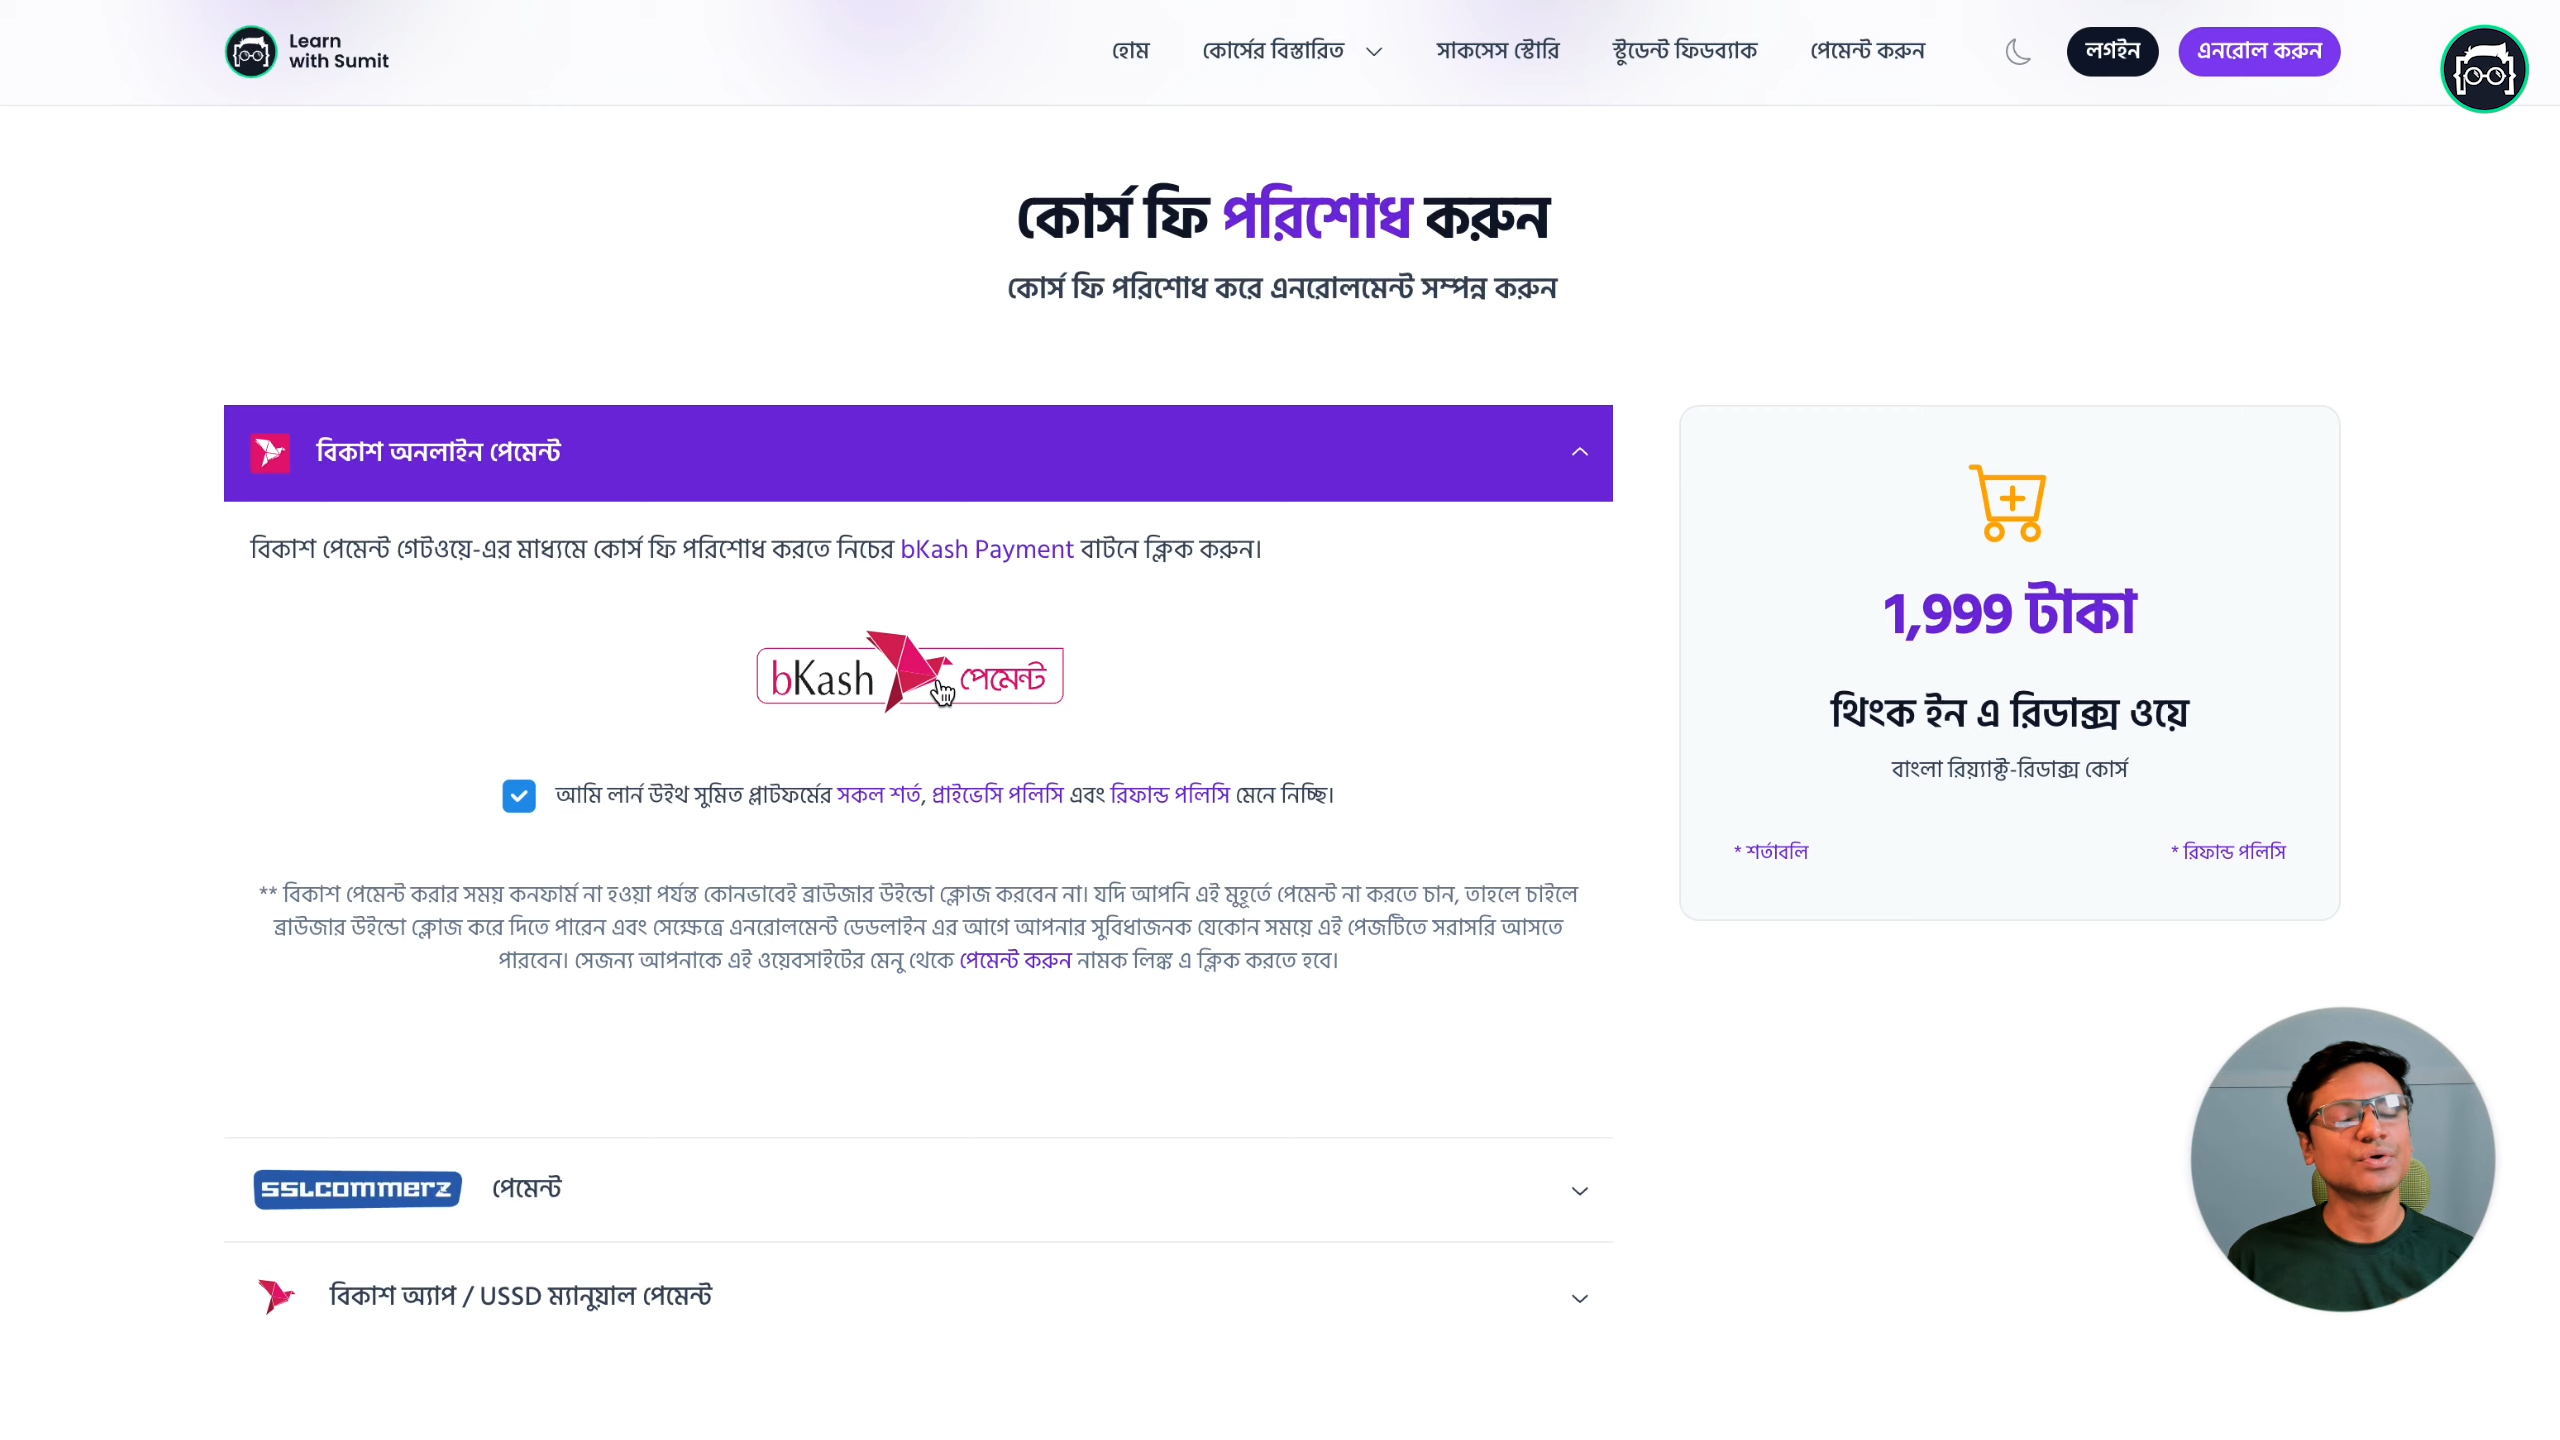 Learn
with Sumit
হোম কোর্সের বিস্তারিত সাকসেস স্টোরি স্টুডেন্ট ফিডব্যাক পেমেন্ট করুন লগইন এনরোল করুন
কোর্স ফি পরিশোধ করুন
কোর্স ফি পরিশোধ করে এনরোলমেন্ট সম্পন্ন করুন
বিকাশ অনলাইন পেমেন্ট
বিকাশ পেমেন্ট গেটওয়ে-এর মাধ্যমে কোর্স ফি পরিশোধ করতে নিচের bKash Payment বাটনে ক্লিক করুন।
bKash পেমেন্ট
আমি লার্ন উইথ সুমিত প্লাটফর্মের সকল শর্ত, প্রাইভেসি পলিসি এবং রিফান্ড পলিসি মেনে নিচ্ছি।
** বিকাশ পেমেন্ট করার সময় কনফার্ম না হওয়া পর্যন্ত কোনভাবেই ব্রাউজার উইন্ডো ক্লোজ করবেন না। যদি আপনি এই মুহূর্তে পেমেন্ট না করতে চান, তাহলে চাইলে
ব্রাউজার উইন্ডো ক্লোজ করে দিতে পারেন এবং সেক্ষেত্রে এনরোলমেন্ট ডেডলাইন এর আগে আপনার সুবিধাজনক যেকোন সময়ে এই পেজটিতে সরাসরি আসতে
পারবেন। সেজন্য আপনাকে এই ওয়েবসাইটের মেনু থেকে পেমেন্ট করুন নামক লিঙ্ক এ ক্লিক করতে হবে।
SSLCOMMERZ পেমেন্ট
বিকাশ অ্যাপ / USSD ম্যানুয়াল পেমেন্ট
1,999 টাকা
থিংক ইন এ রিডাক্স ওয়ে
বাংলা রিয়্যাক্ট-রিডাক্স কোর্স
* শর্তাবলি * রিফান্ড পলিসি